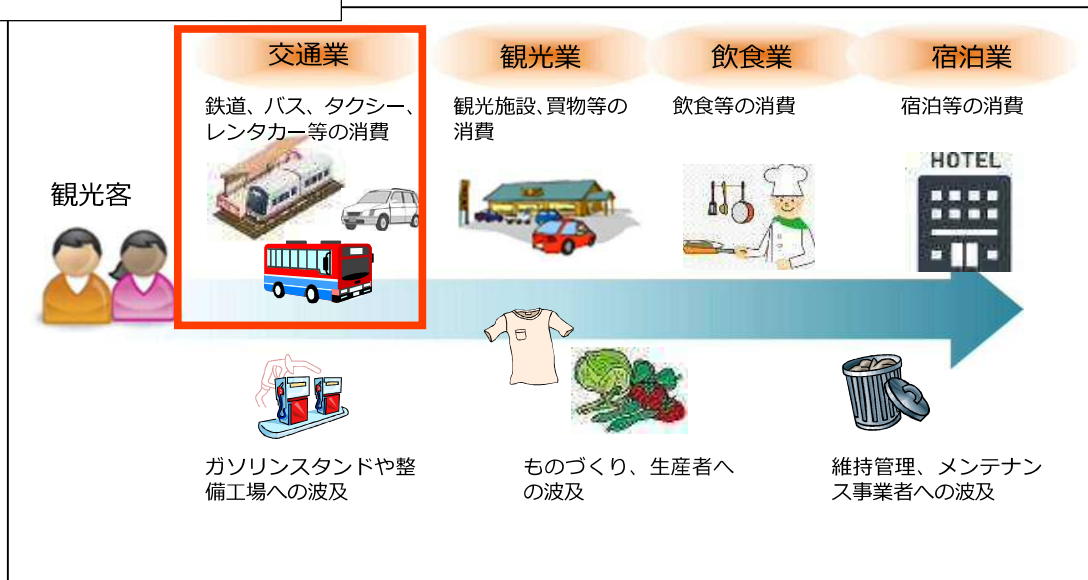 交通業
観光業
飲食業
宿泊業
鉄道、バス、タクシー、
レンタカー等の消費
観光施設、買物等の
消費
飲食等の消費
宿泊等の消費
HOTEL
観光客
ガソリンスタンドや整
備工場への波及
ものづくり、生産者へ
の波及
維持管理、メンテナン
ス事業者への波及